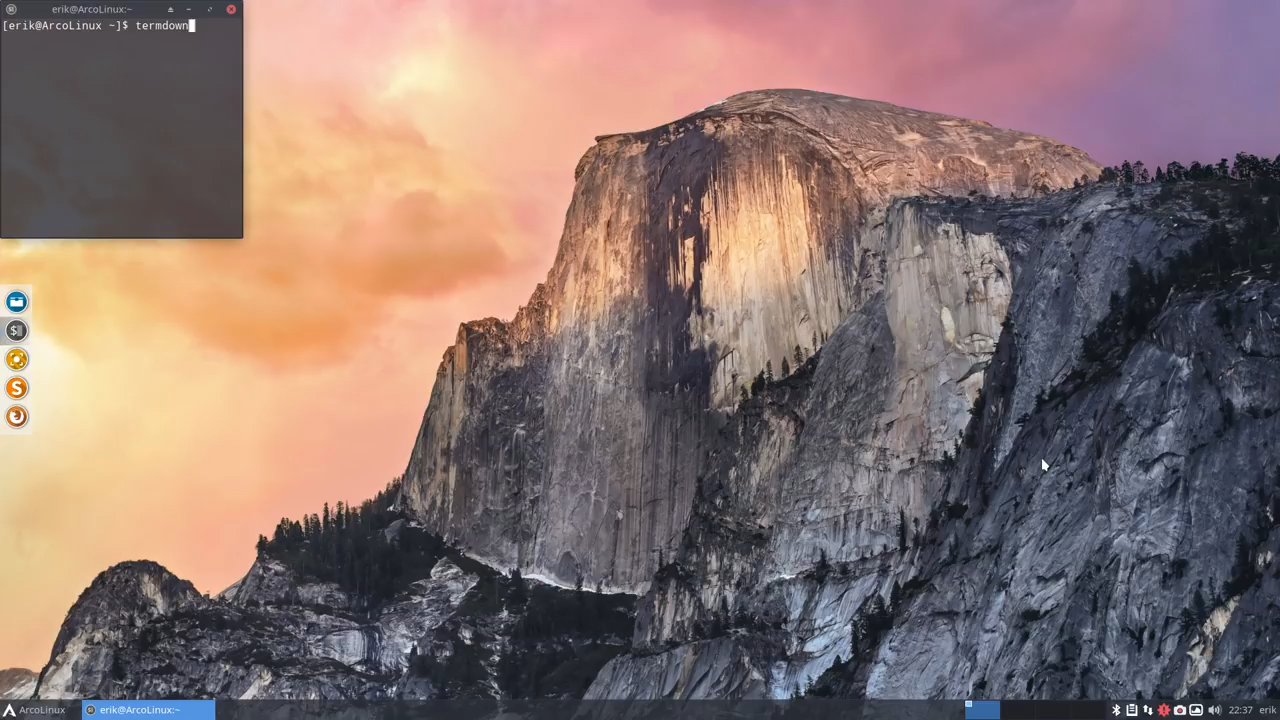 erik@ArcoLinux:~
[erik@ArcoLinux ~]$ termdown
$
S
ArcoLinux
erik@ArcoLinux:~
22:37
erik